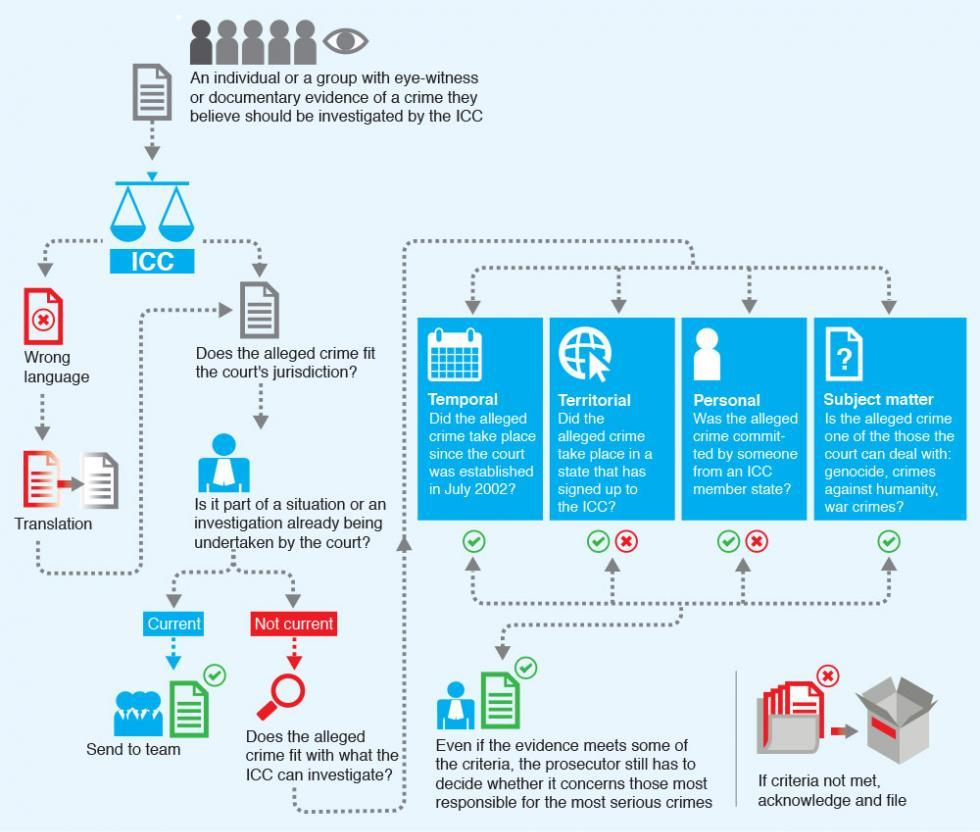 An individual or a group with eye-witness
or documentary evidence of a crime they
believe should be investigated by the ICC
ICC
Wrong
language
Translation
Does the alleged crime fit
the court's jurisdiction?
Is it part of a situation or an
investigation already being
undertaken by the court?
Current
Not current
Send to team
Does the alleged
crime fit with what the
ICC can investigate?
Temporal
Did the alleged
crime take place
since the court
was established
in July 2002?
Territorial
Did the
alleged crime
take place in a
state that has
signed up to
the ICC?
Personal
Was the alleged
crime commit-
ted by someone
from an ICC
member state?
?
Subject matter
Is the alleged crime
one of the those the
court can deal with:
genocide, crimes
against humanity,
war crimes?
Even if the evidence meets some of
the criteria, the prosecutor still has to
decide whether it concerns those most
responsible for the most serious crimes
If criteria not met,
acknowledge and file